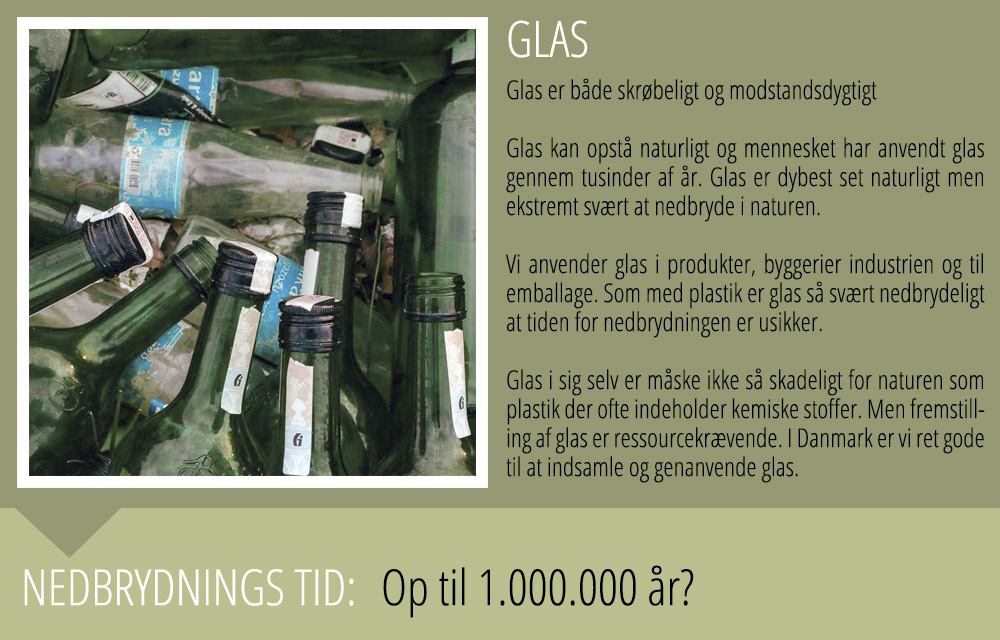 GLAS
Glas er både skrøbeligt og modstandsdygtigt
Glas kan opstå naturligt og mennesket har anvendt glas
gennem tusinder af år. Glas er dybest set naturligt men
ekstremt svært at nedbryde i naturen.
Vi anvender glas i produkter, byggerier industrien og til
emballage. Som med plastik er glas så svært nedbrydeligt
at tiden for nedbrydningen er usikker.
Glas i sig selv er måske ikke så skadeligt for naturen som
plastik der ofte indeholder kemiske stoffer. Men fremstill-
ing af glas er ressourcekrævende. I Danmark er vi ret gode
til at indsamle og genanvende glas.
NEDBRYDNINGS TID: Op til 1.000.000 år?